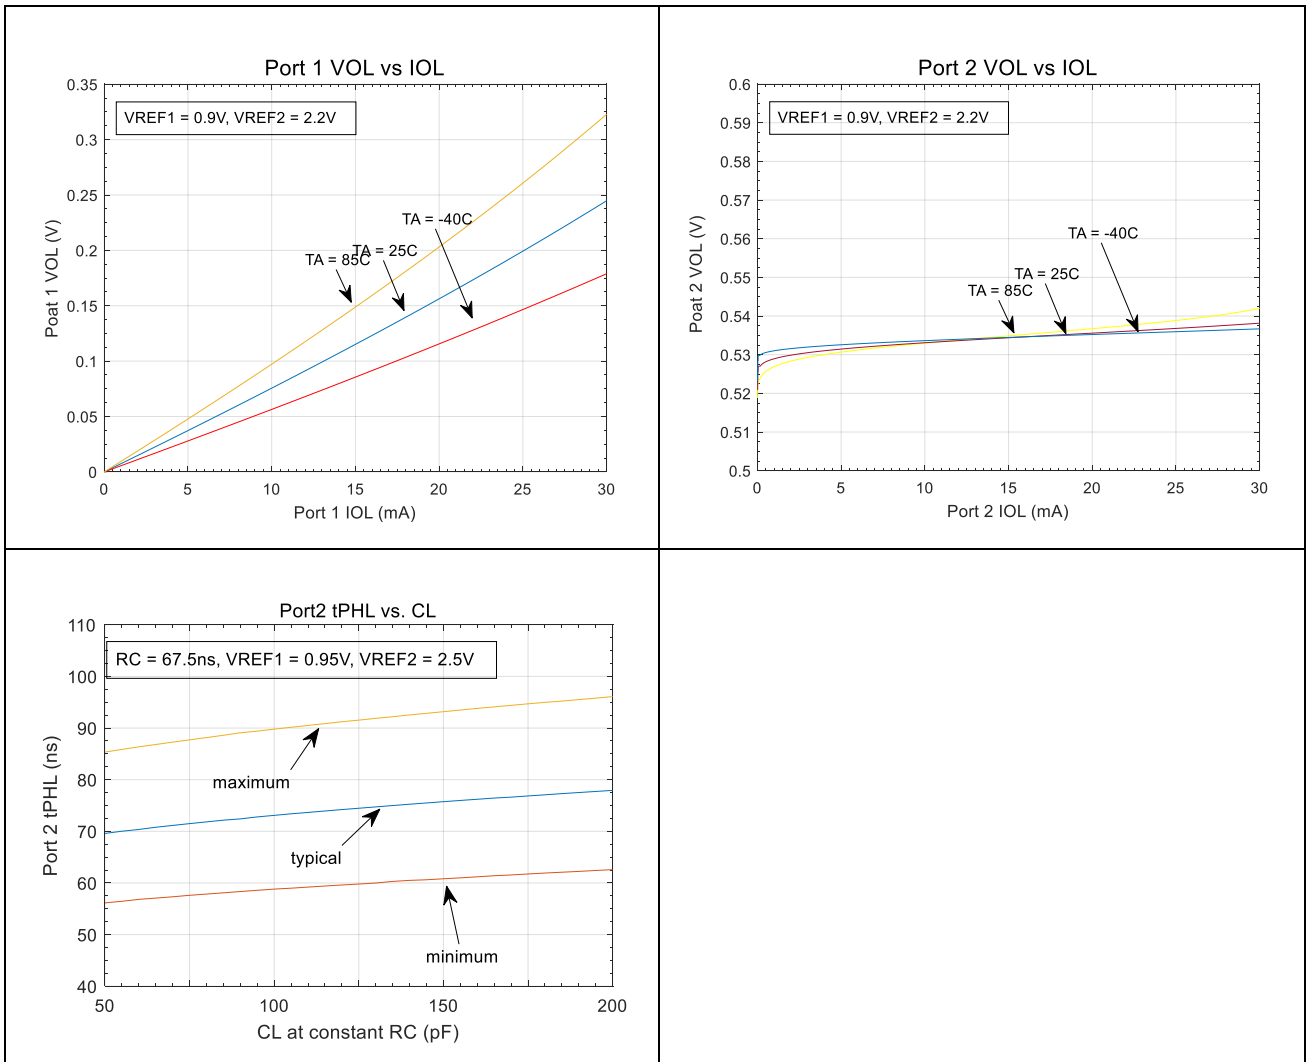 Port 1 VOL vs IOL
0.35
VREF1 = 0.9V, VREF2 = 2.2V
0.3
0.25
TA = -40C
0.2
TA = 25C
TA = 85C
0.15
0.1
0.05
0
Poat 1 VOL (V)
0 5 10 15 20 25 30
Port 1 IOL (mA)
Port 2 VOL vs IOL
0.6
VREF1 = 0.9V, VREF2 = 2.2V
0.59
0.58
0.57
0.56
TA = -40C
0.55
TA = 25C
TA = 85C
0.54
0.53
0.52
0.51
0.5
Poat 2 VOL (V)
0 5 10 15 20 25 30
Port 2 IOL (mA)
Port2 tPHL vs. CL
110
RC = 67.5ns, VREF1 = 0.95V, VREF2 = 2.5V
100
90
80
maximum
70
typical
60
50
minimum
40
Port 2 tPHL (ns)
50 100 150 200
CL at constant RC (pF)